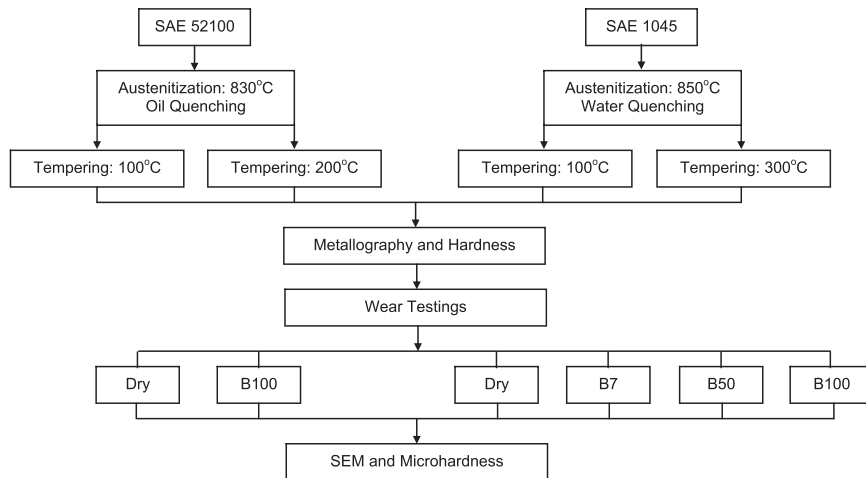 SAE 52100
SAE 1045
Austenitization: 830°C
Oil Quenching
Austenitization: 850°C
Water Quenching
Tempering: 100°C
Tempering: 200°C
Tempering: 100°C
Tempering: 300°C
Metallography and Hardness
Wear Testings
Dry
B100
Dry
B7
B50
B100
SEM and Microhardness